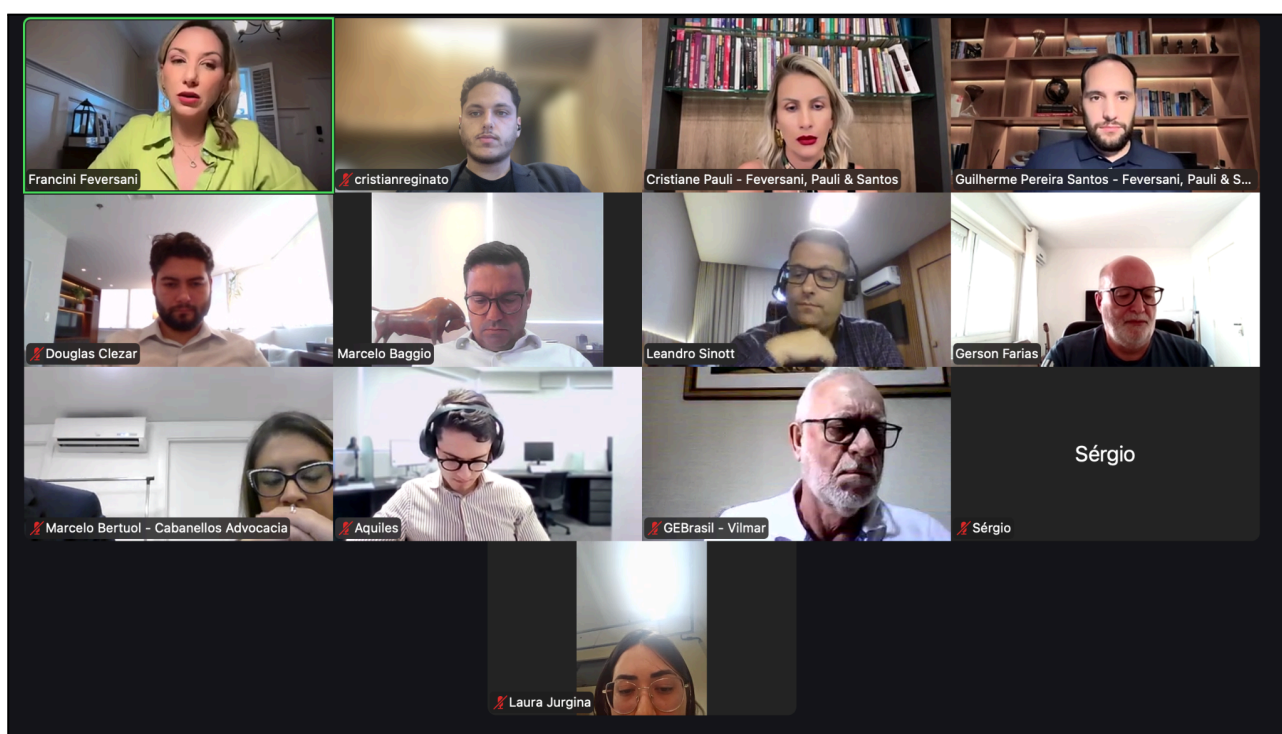 Francini Feversani
cristianreginato
Cristiane Pauli - Feversani, Pauli & Santos
Guilherme Pereira Santos - Feversani, Pauli & S...
Douglas Clezar
Marcelo Baggio
Leandro Sinott
Gerson Farias
Marcelo Bertuol - Cabanellos Advocacia
Aquiles
GEBrasil - Vilmar
Sérgio
Sérgio
Laura Jurgina